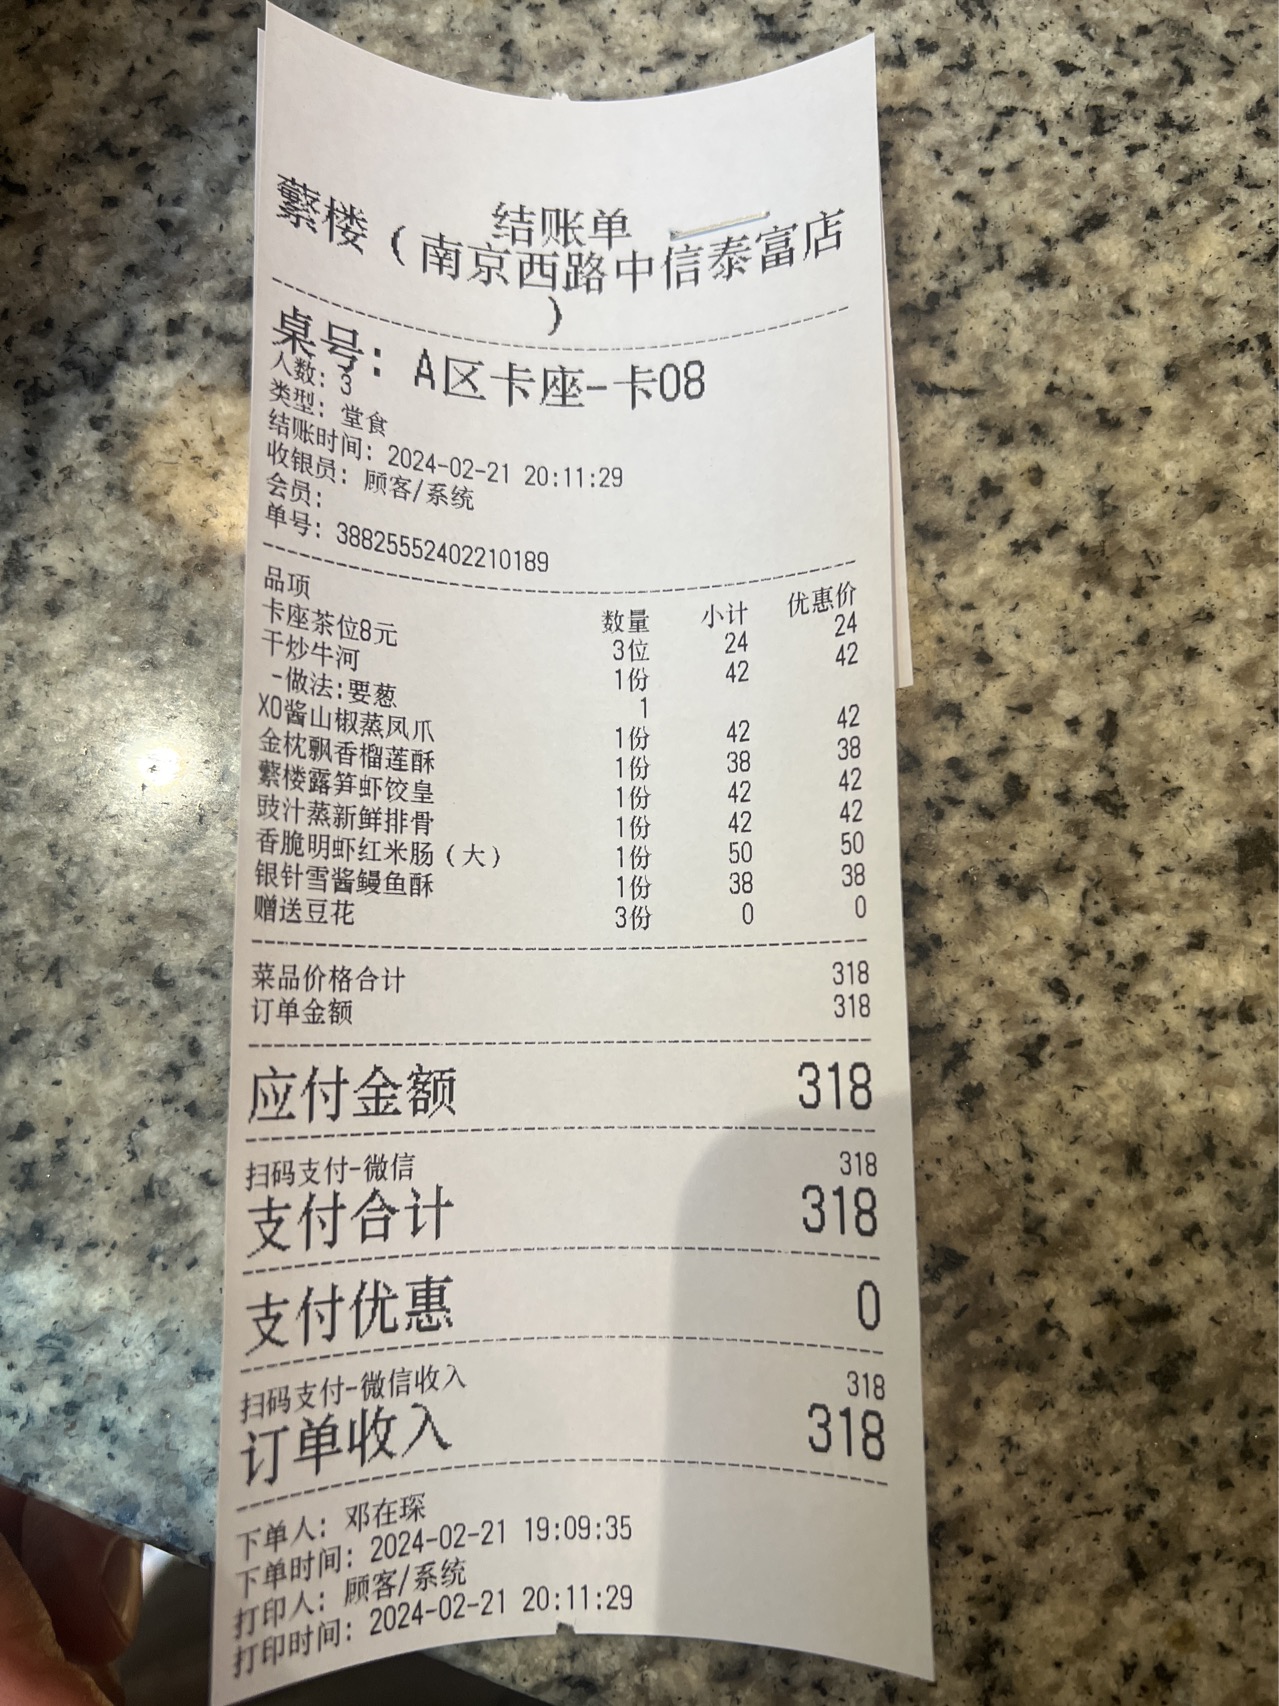 结账单
蘩楼（南京西路中信泰富店
）
桌号：A区卡座-卡08
人数：3
类型：堂食
结账时间：2024-02-21 20:11:29
收银员：顾客/系统
会员：
单号：38825552402210189
品项 数量 小计 优惠价
卡座茶位8元 3位 24 24
干炒牛河 1份 42 42
-做法:要葱 1
XO酱山椒蒸凤爪 1份 42 42
金枕飘香榴莲酥 1份 38 38
蘩楼露笋虾饺皇 1份 42 42
豉汁蒸新鲜排骨 1份 42 42
香脆明虾红米肠（大） 1份 50 50
银针雪酱鳗鱼酥 1份 38 38
赠送豆花 3份 0 0
菜品价格合计 318
订单金额 318
应付金额 318
扫码支付-微信 318
支付合计 318
支付优惠 0
扫码支付-微信收入 318
订单收入 318
下单人：邓在琛
下单时间：2024-02-21 19:09:35
打印人：顾客/系统
打印时间：2024-02-21 20:11:29